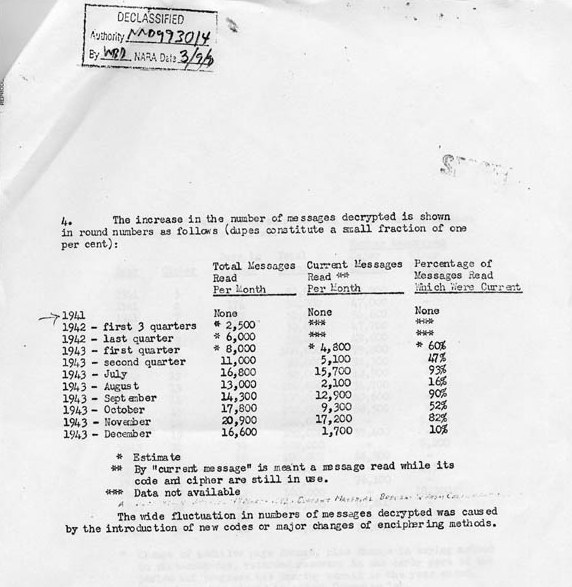 DECLASSIFIED
Authority NND993014
By WBD NARA Date
SECRET
4. The increase in the number of messages decrypted is shown
in round numbers as follows (dupes constitute a small fraction of one
per cent):
Total Messages Current Messages Percentage of
Read Read ** Messages Read
Per Month Per Month Which Were Current
1941 None None None
1942 - first 3 quarters * 2,500 *** ***
1942 - last quarter * 6,000 *** ***
1943 - first quarter * 8,000 * 4,800 * 60%
1943 - second quarter 11,000 5,100 47%
1943 - July 16,800 15,700 93%
1943 - August 13,000 2,100 16%
1943 - September 14,300 12,900 90%
1943 - October 17,800 9,300 52%
1943 - November 20,900 17,200 82%
1943 - December 16,600 1,700 10%
* Estimate
** By "current message" is meant a message read while its
code and cipher are still in use.
*** Data not available
The wide fluctuation in numbers of messages decrypted was caused
by the introduction of new codes or major changes of enciphering methods.